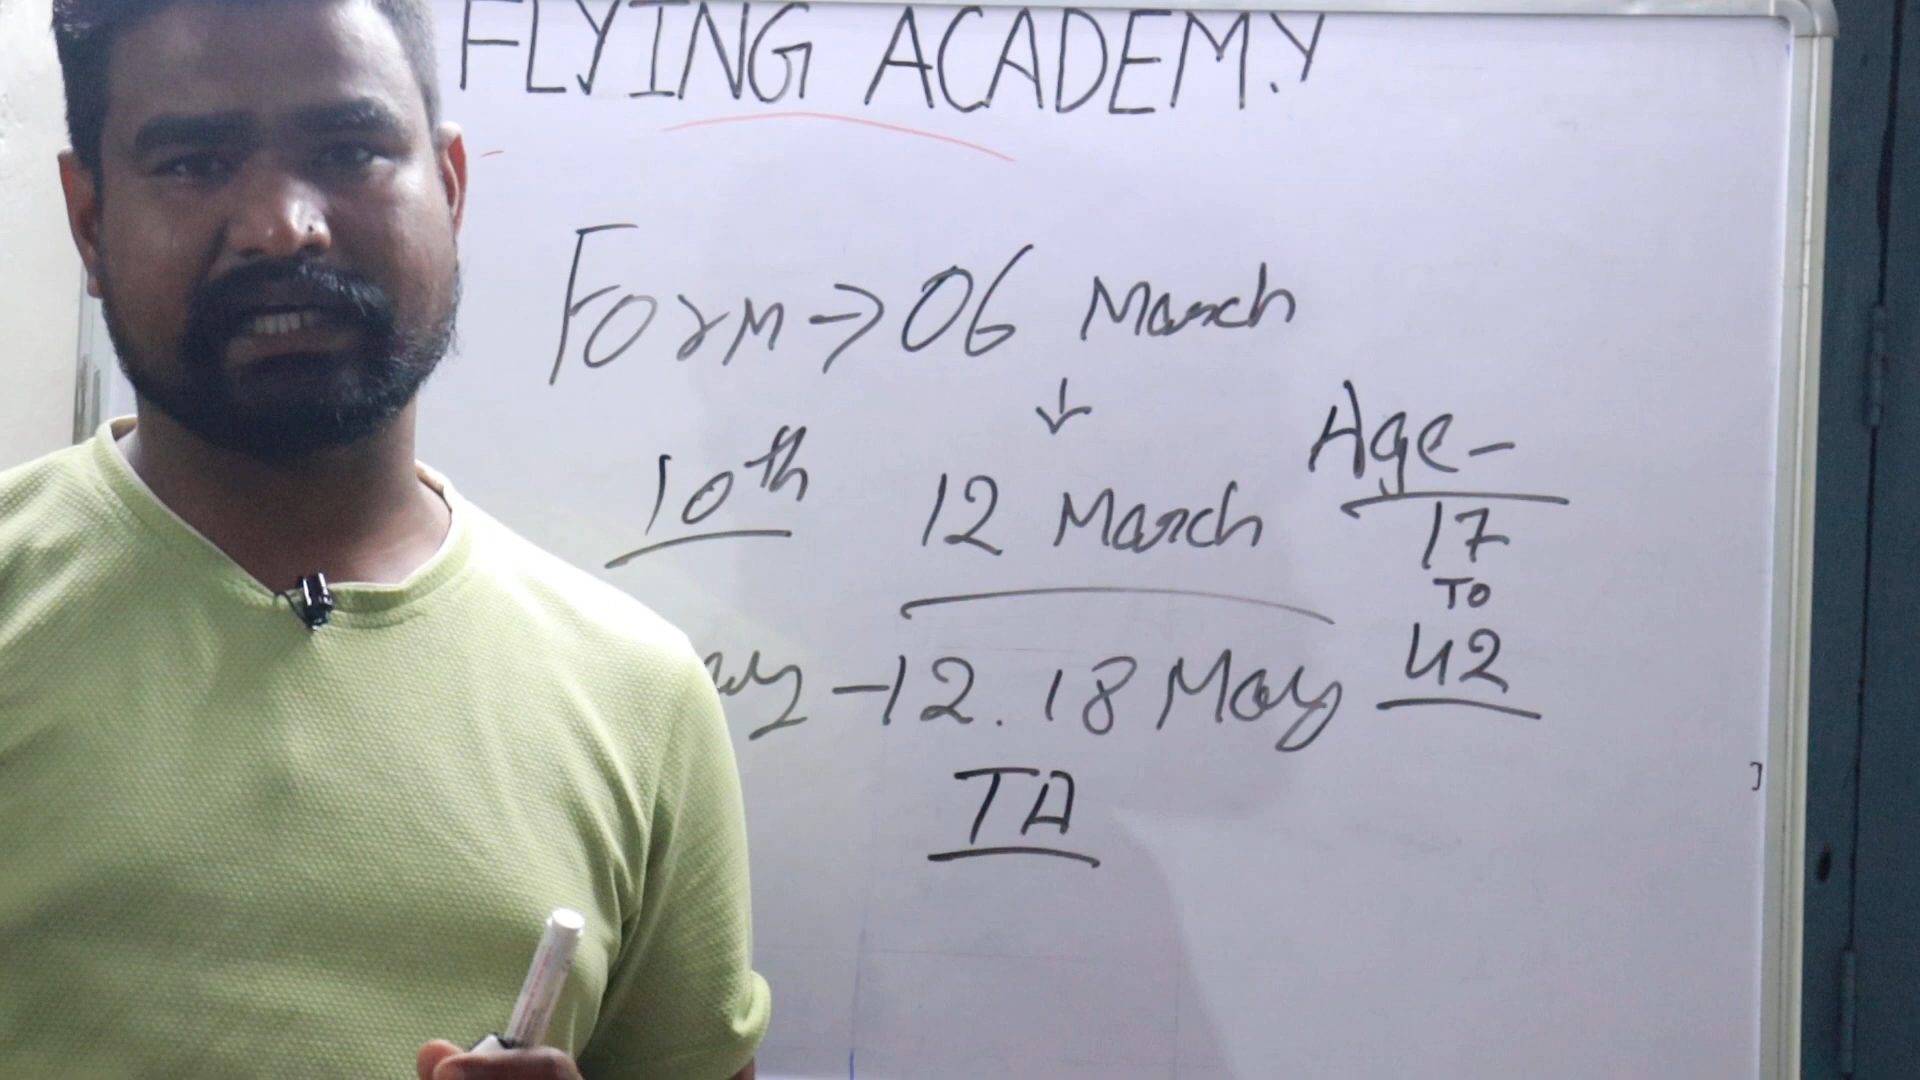 FLYING ACADEMY
Form → 06 March
↓
10th
12 March
Age-
17
TO
42
-12.18 May
TA